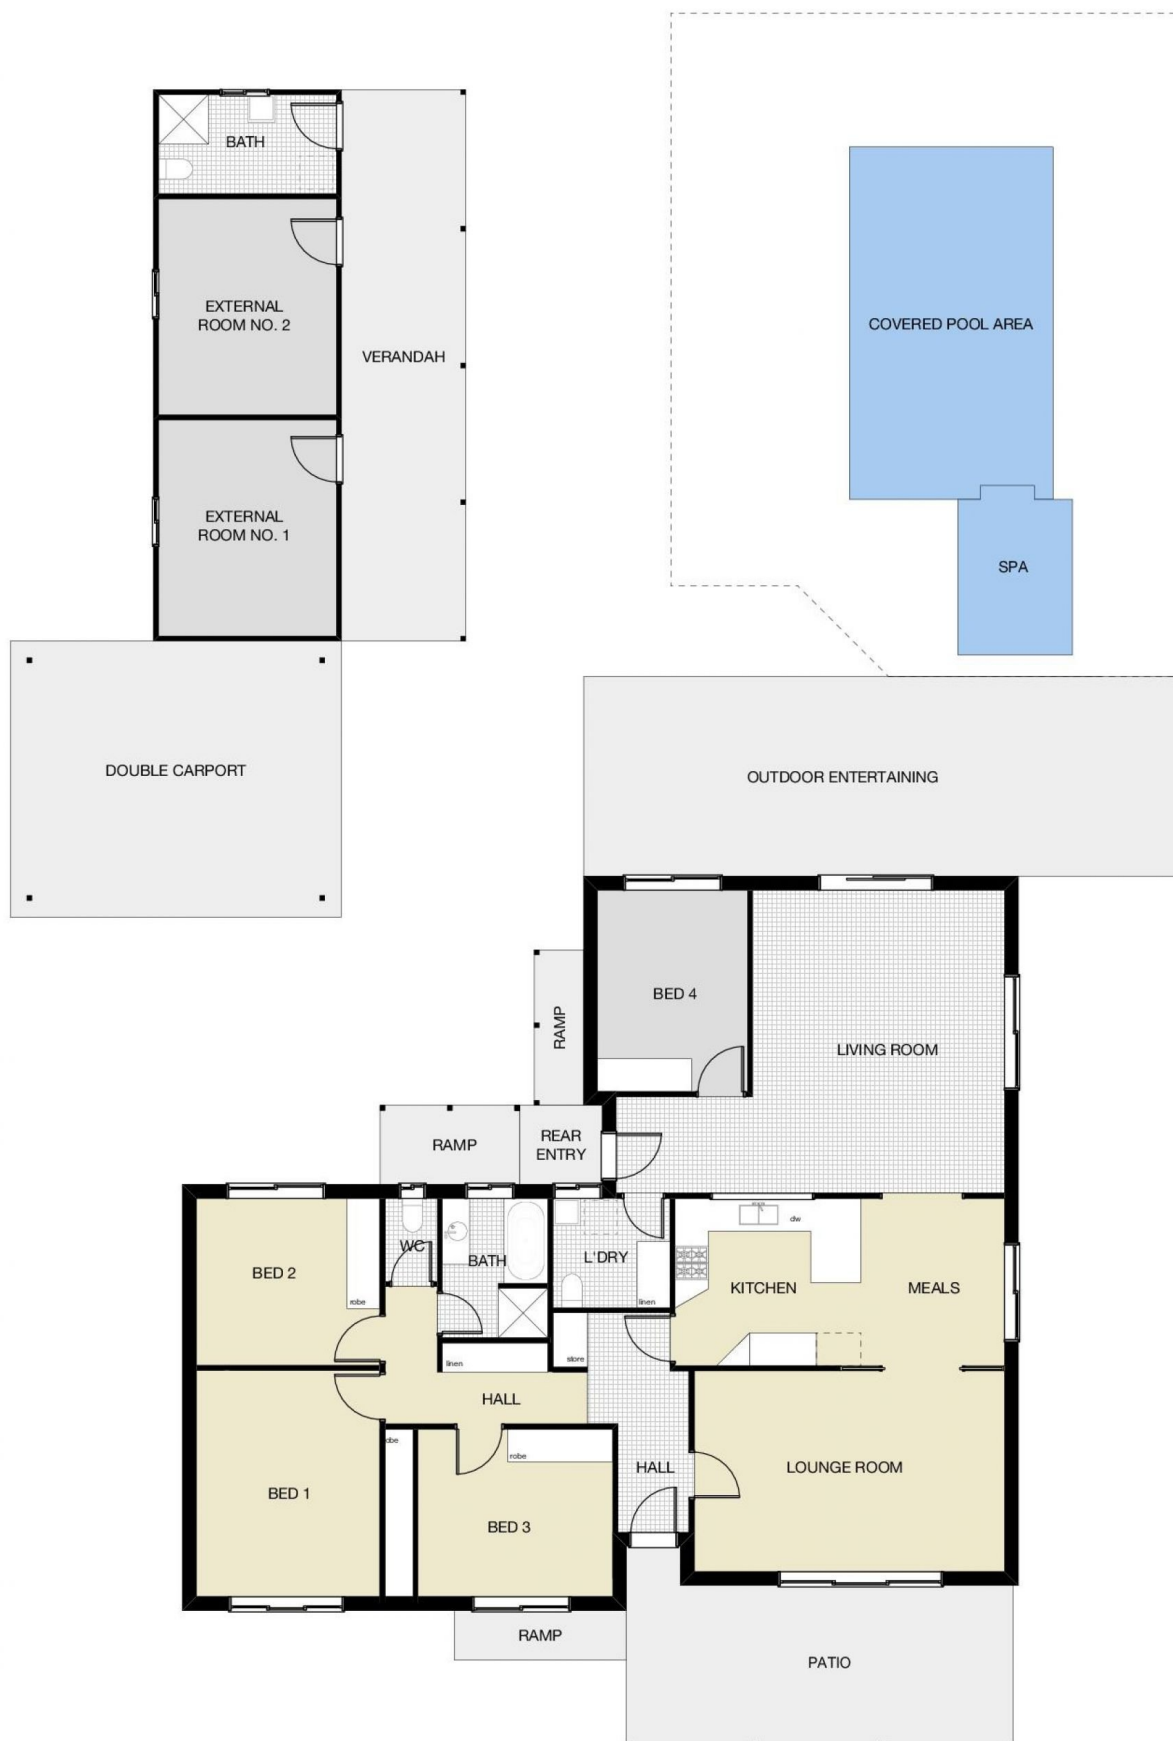 BATH
EXTERNAL
ROOM NO. 2
VERANDAH
COVERED POOL AREA
EXTERNAL
ROOM NO. 1
SPA
DOUBLE CARPORT
OUTDOOR ENTERTAINING
BED 4
RAMP
LIVING ROOM
RAMP
REAR
ENTRY
WC
BATH
L'DRY
dw
BED 2
robe
KITCHEN
MEALS
linen
store
linen
HALL
dbe
robe
HALL
LOUNGE ROOM
BED 1
BED 3
RAMP
PATIO